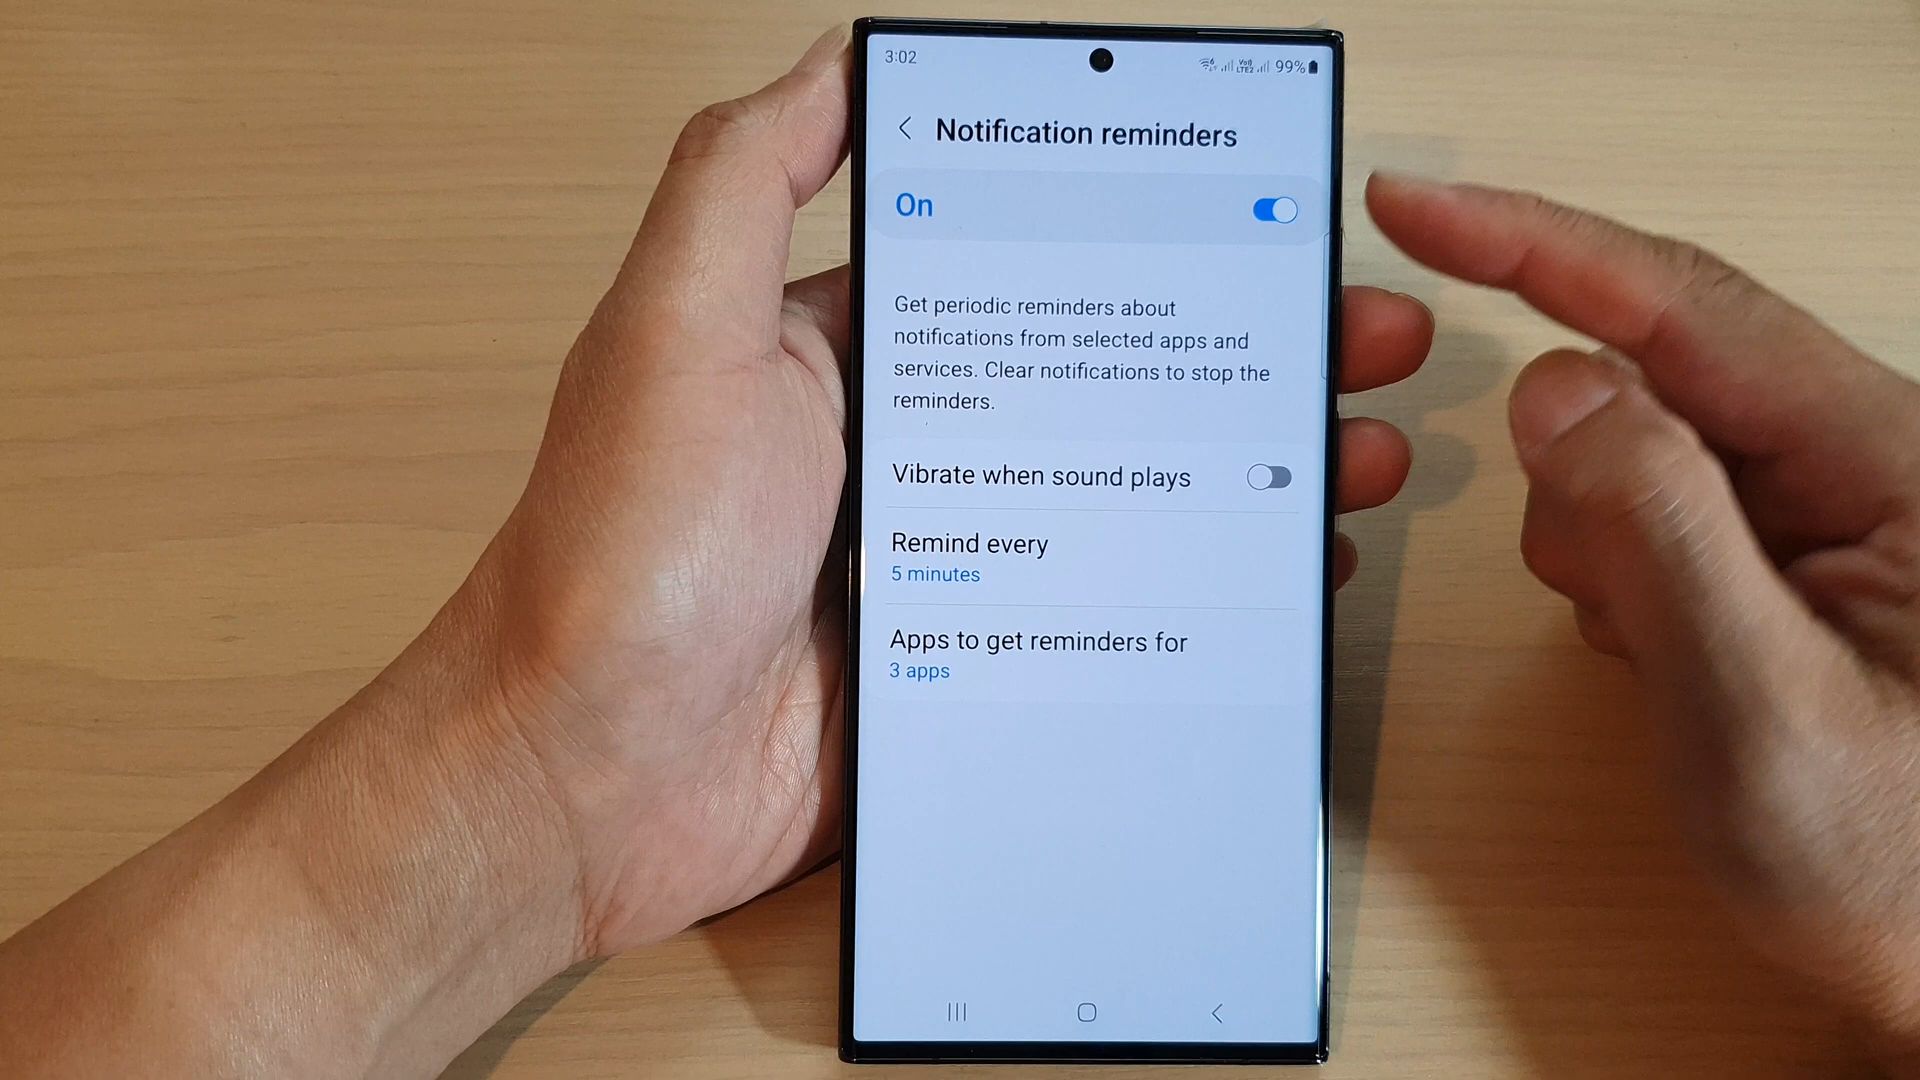 3:02
99%
Notification reminders
On
Get periodic reminders about
notifications from selected apps and
services. Clear notifications to stop the
reminders.
Vibrate when sound plays
Remind every
5 minutes
Apps to get reminders for
3 apps